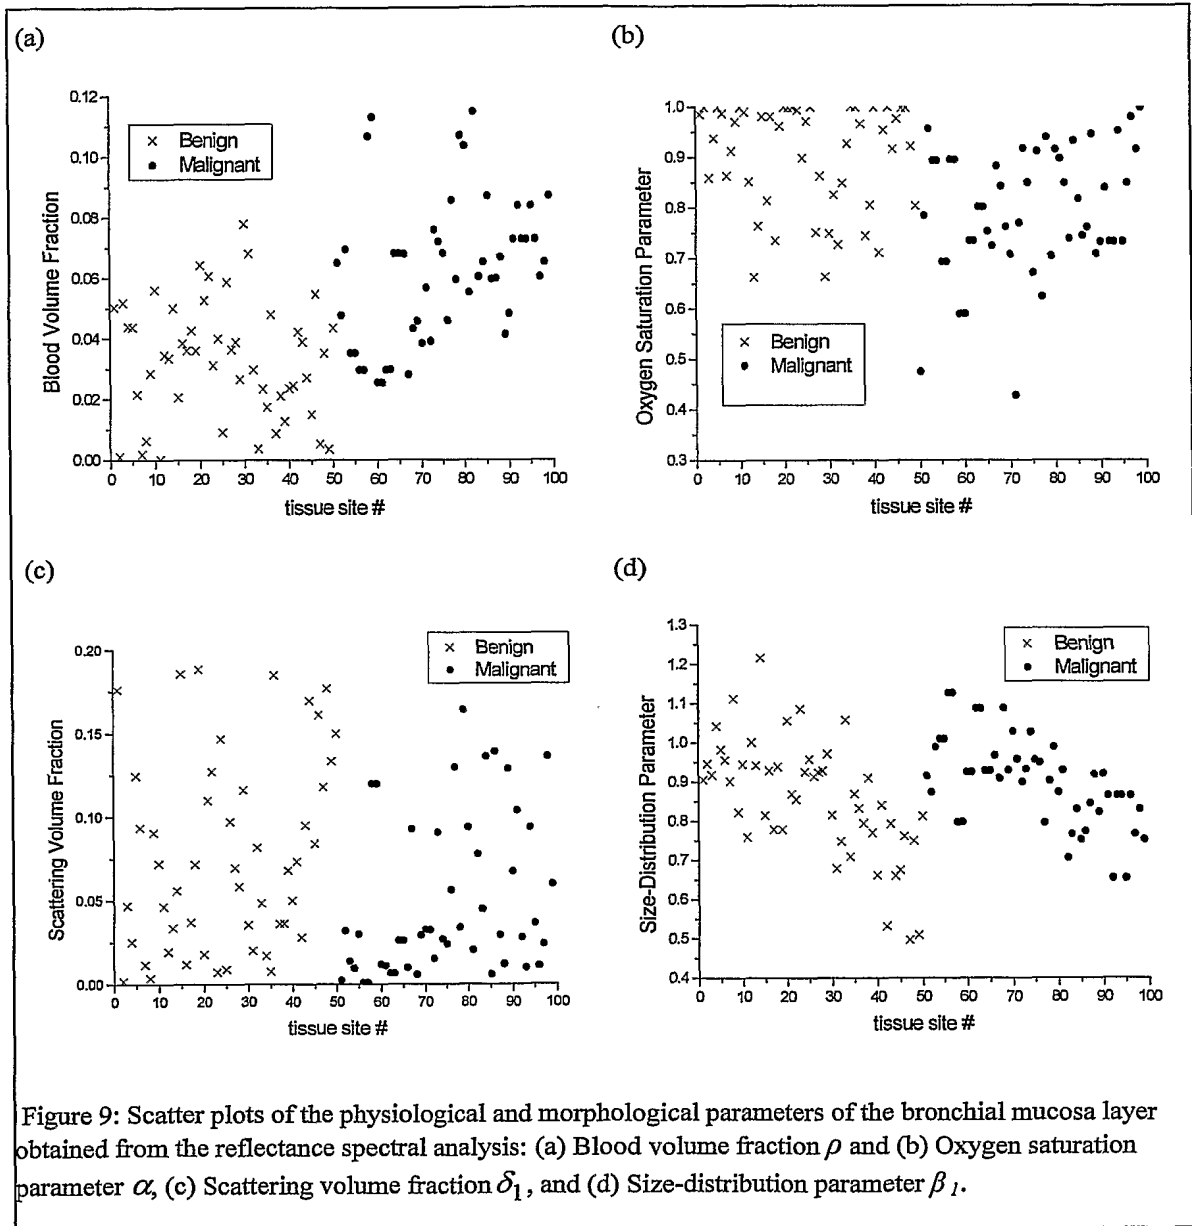 (a)
(b)
0.12
0.10
0.08
0.06
0.04
0.02
0.00
Blood Volume Fraction
Benign
Malignant
0 10 20 30 40 50 60 70 80 90 100
tissue site #
1.0
0.9
0.8
0.7
0.6
0.5
0.4
0.3
Oxygen Saturation Parameter
Benign
Malignant
0 10 20 30 40 50 60 70 80 90 100
tissue site #
(c)
(d)
0.20
0.15
0.10
0.05
0.00
Scattering Volume Fraction
Benign
Malignant
0 10 20 30 40 50 60 70 80 90 100
tissue site #
1.3
1.2
1.1
1.0
0.9
0.8
0.7
0.6
0.5
0.4
Size-Distribution Parameter
Benign
Malignant
0 10 20 30 40 50 60 70 80 90 100
tissue site #
Figure 9: Scatter plots of the physiological and morphological parameters of the bronchial mucosa layer
obtained from the reflectance spectral analysis: (a) Blood volume fraction ρ and (b) Oxygen saturation
parameter α, (c) Scattering volume fraction δ1, and (d) Size-distribution parameter β1.